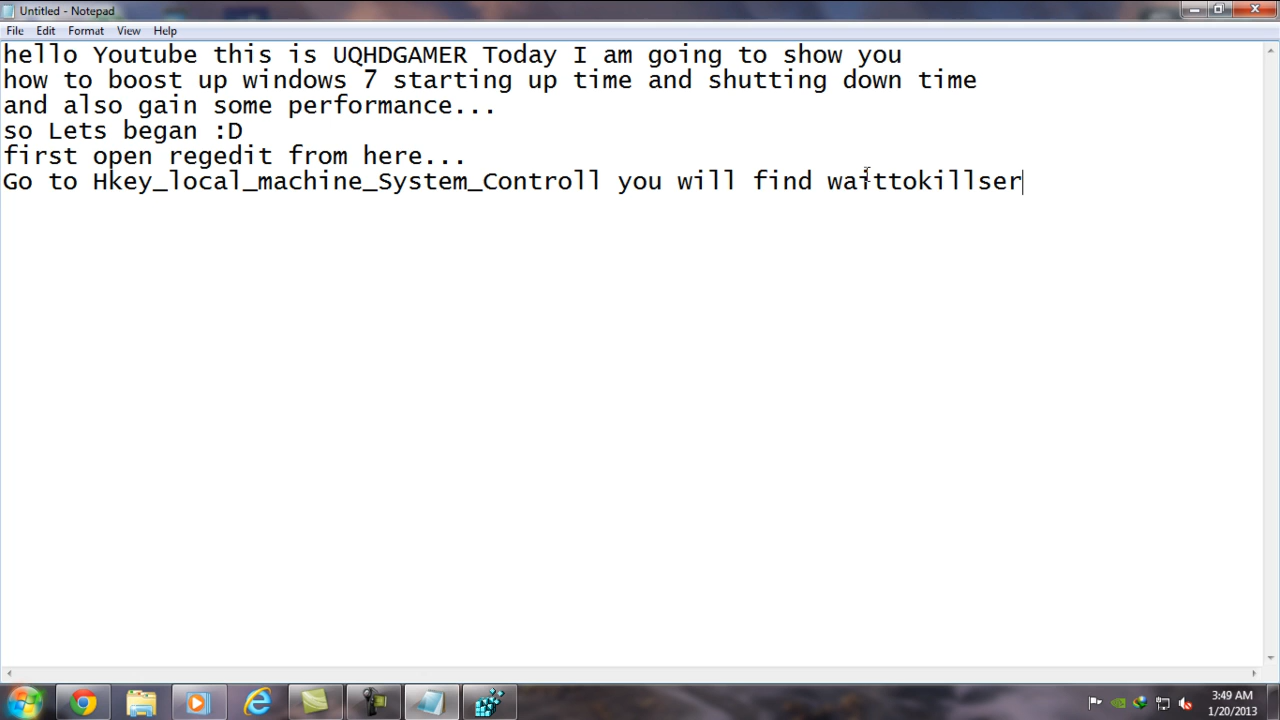 Untitled - Notepad
File Edit Format View Help
hello Youtube this is UQHDGAMER Today I am going to show you
how to boost up windows 7 starting up time and shutting down time
and also gain some performance...
so Lets began :D
first open regedit from here...
Go to Hkey_local_machine_System_Controll you will find waittokillser
3:49 AM
1/20/2013